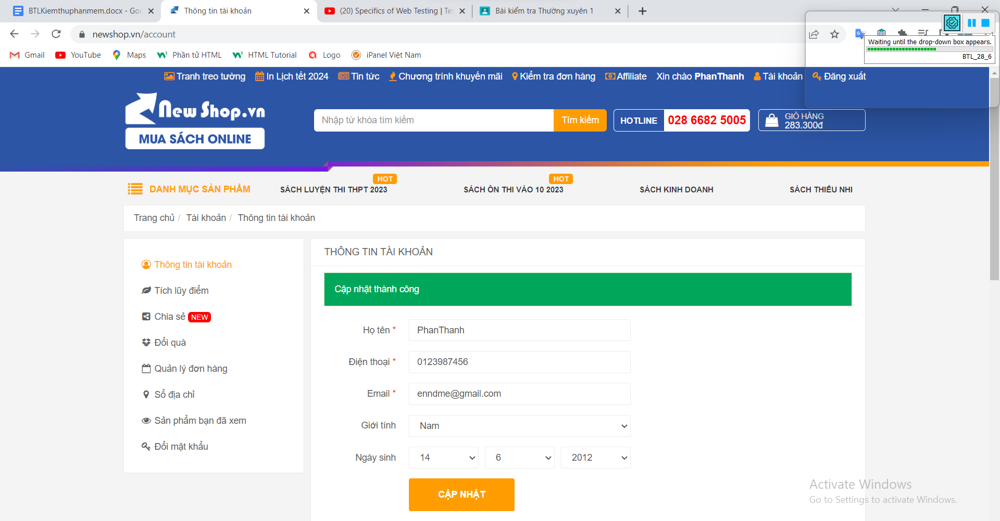 BTLKiemthuphanmem.docx - Goo
Thông tin tài khoản
(20) Specifics of Web Testing | Tes
Bài kiểm tra Thường xuyên 1
newshop.vn/account
Waiting until the drop-down box appears.
BTL_28_6
Gmail
YouTube
Maps
Phần tử HTML
HTML Tutorial
Logo
iPanel Việt Nam
Tranh treo tường
In Lịch tết 2024
Tin tức
Chương trình khuyến mãi
Kiểm tra đơn hàng
Affiliate
Xin chào PhanThanh
Tài khoản
Đăng xuất
New Shop.vn
MUA SÁCH ONLINE
Nhập từ khóa tìm kiếm
Tìm kiếm
HOTLINE
028 6682 5005
GIỎ HÀNG
283.300đ
DANH MỤC SẢN PHẨM
SÁCH LUYỆN THI THPT 2023
HOT
SÁCH ÔN THI VÀO 10 2023
HOT
SÁCH KINH DOANH
SÁCH THIẾU NHI
Trang chủ / Tài khoản / Thông tin tài khoản
Thông tin tài khoản
Tích lũy điểm
Chia sẻ NEW
Đổi quà
Quản lý đơn hàng
Sổ địa chỉ
Sản phẩm bạn đã xem
Đổi mật khẩu
THÔNG TIN TÀI KHOẢN
Cập nhật thành công
Họ tên * PhanThanh
Điện thoại * 0123987456
Email * enndme@gmail.com
Giới tính Nam
Ngày sinh 14 6 2012
CẬP NHẬT
Activate Windows
Go to Settings to activate Windows.